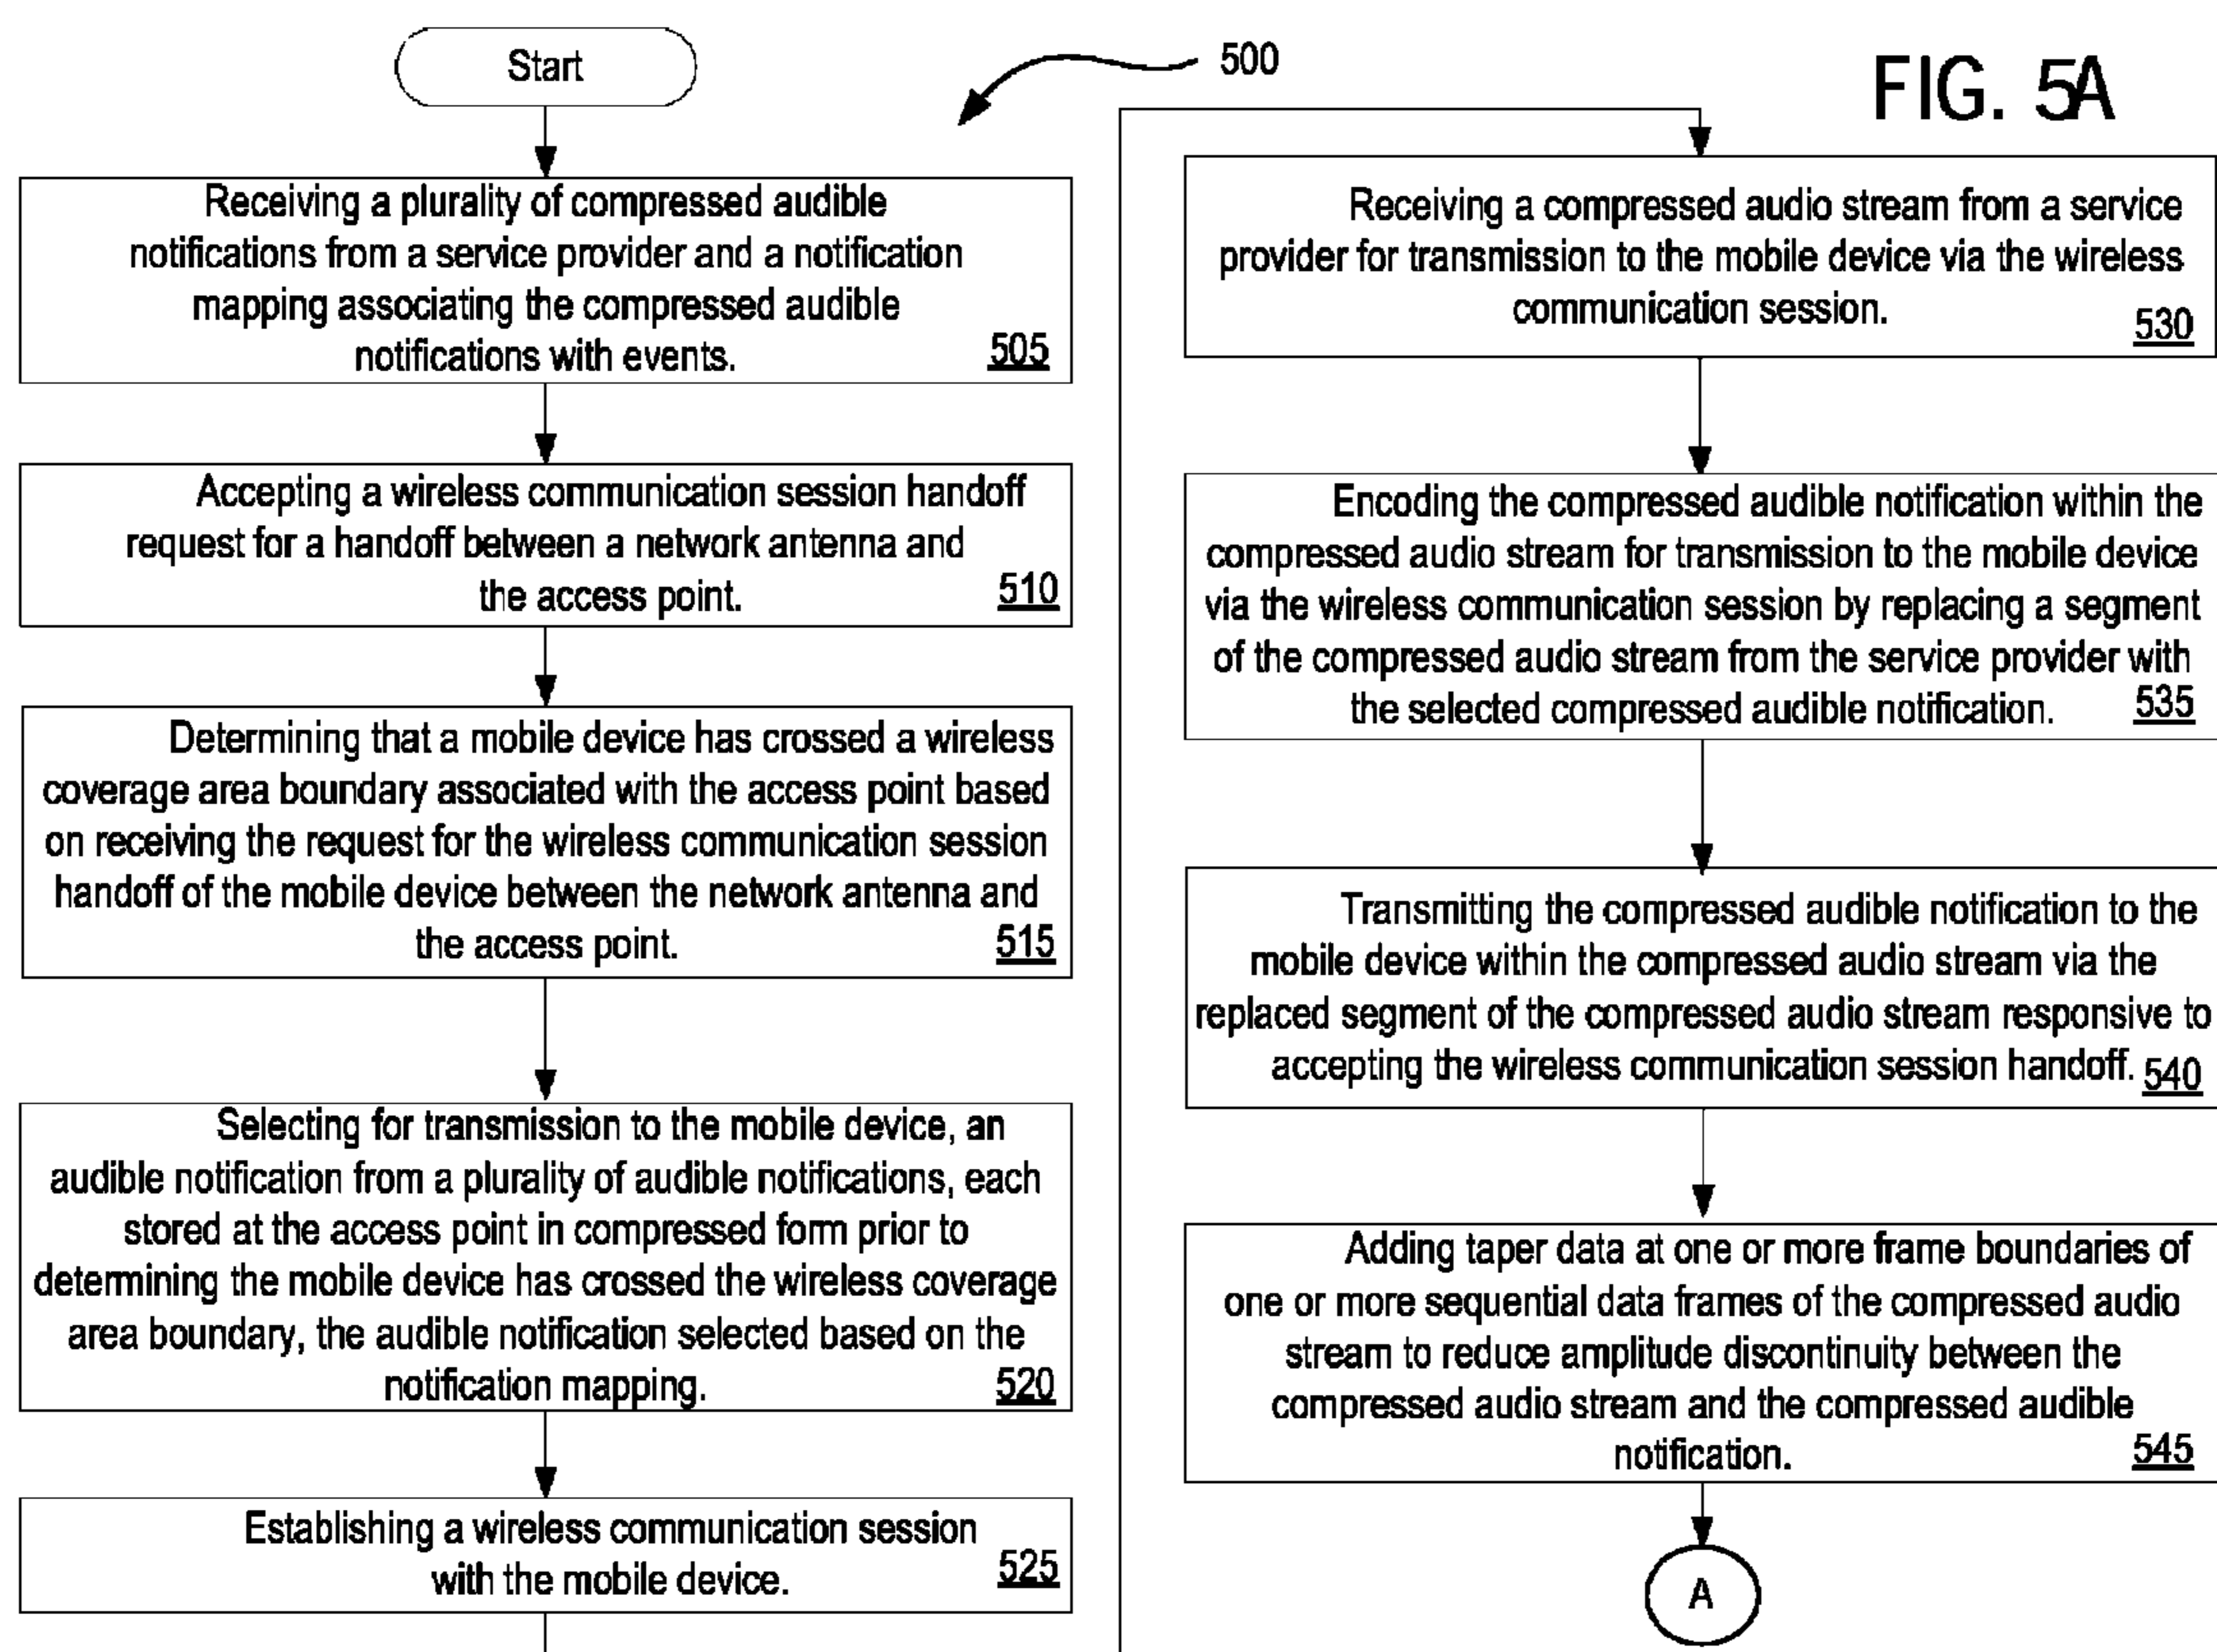 Start
500
FIG. 5A
Receiving a plurality of compressed audible
notifications from a service provider and a notification
mapping associating the compressed audible
notifications with events.
505
Accepting a wireless communication session handoff
request for a handoff between a network antenna and
the access point.
510
Determining that a mobile device has crossed a wireless
coverage area boundary associated with the access point based
on receiving the request for the wireless communication session
handoff of the mobile device between the network antenna and
the access point.
515
Selecting for transmission to the mobile device, an
audible notification from a plurality of audible notifications, each
stored at the access point in compressed form prior to
determining the mobile device has crossed the wireless coverage
area boundary, the audible notification selected based on the
notification mapping.
520
Establishing a wireless communication session
with the mobile device.
525
Receiving a compressed audio stream from a service
provider for transmission to the mobile device via the wireless
communication session.
530
Encoding the compressed audible notification within the
compressed audio stream for transmission to the mobile device
via the wireless communication session by replacing a segment
of the compressed audio stream from the service provider with
the selected compressed audible notification.
535
Transmitting the compressed audible notification to the
mobile device within the compressed audio stream via the
replaced segment of the compressed audio stream responsive to
accepting the wireless communication session handoff.
540
Adding taper data at one or more frame boundaries of
one or more sequential data frames of the compressed audio
stream to reduce amplitude discontinuity between the
compressed audio stream and the compressed audible
notification.
545
A